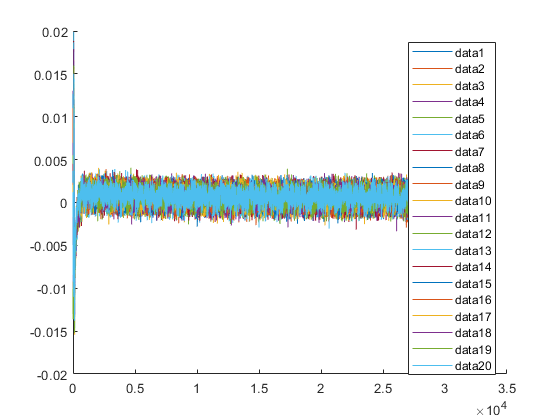 0.02
0.015
0.01
0.005
0
-0.005
-0.01
-0.015
-0.02
0 0.5 1 1.5 2 2.5 3 3.5
×10⁴
data1
data2
data3
data4
data5
data6
data7
data8
data9
data10
data11
data12
data13
data14
data15
data16
data17
data18
data19
data20